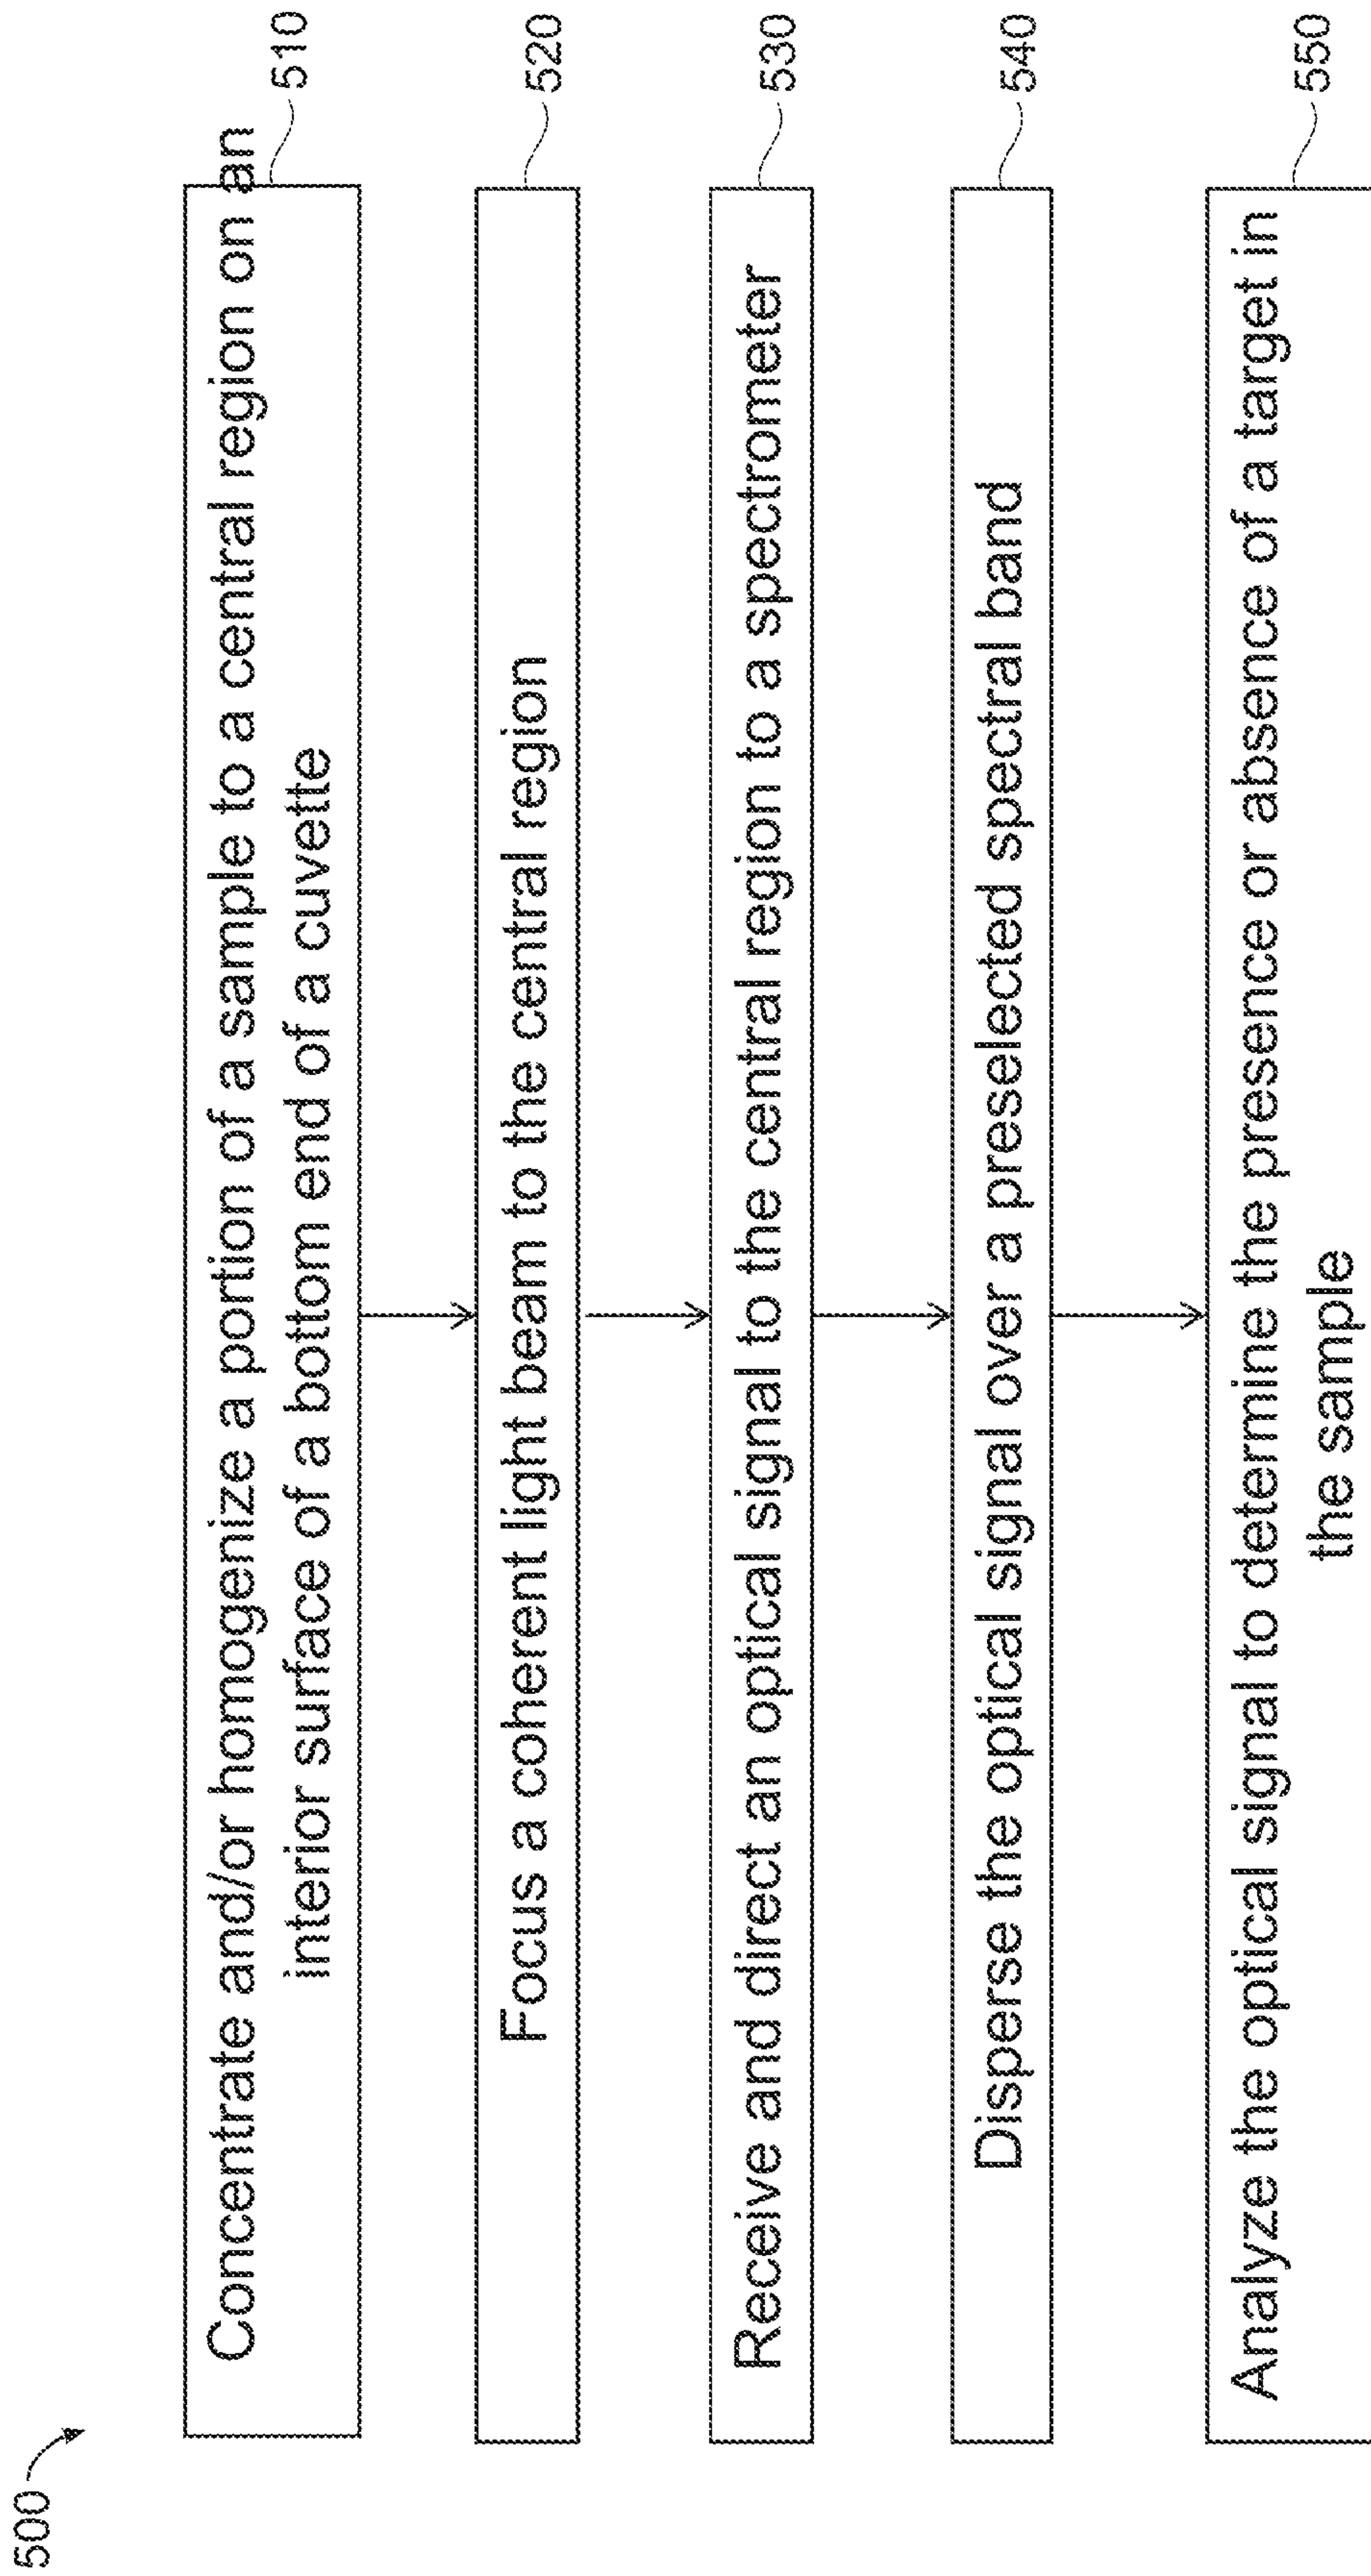 500
Concentrate and/or homogenize a portion of a sample to a central region on an
interior surface of a bottom end of a cuvette
510
Focus a coherent light beam to the central region
520
Receive and direct an optical signal to the central region to a spectrometer
530
Disperse the optical signal over a preselected spectral band
540
Analyze the optical signal to determine the presence or absence of a target in
the sample
550